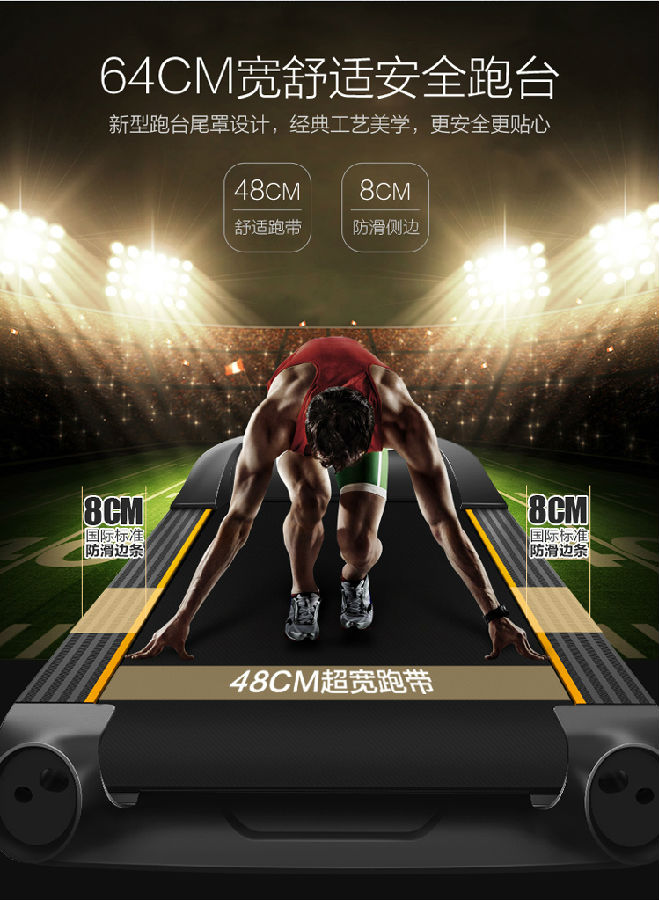 64CM宽舒适安全跑台
新型跑台尾罩设计，经典工艺美学，更安全更贴心
48CM
舒适跑带
8CM
防滑侧边
8CM
国际标准
防滑边条
8CM
国际标准
防滑边条
48CM超宽跑带